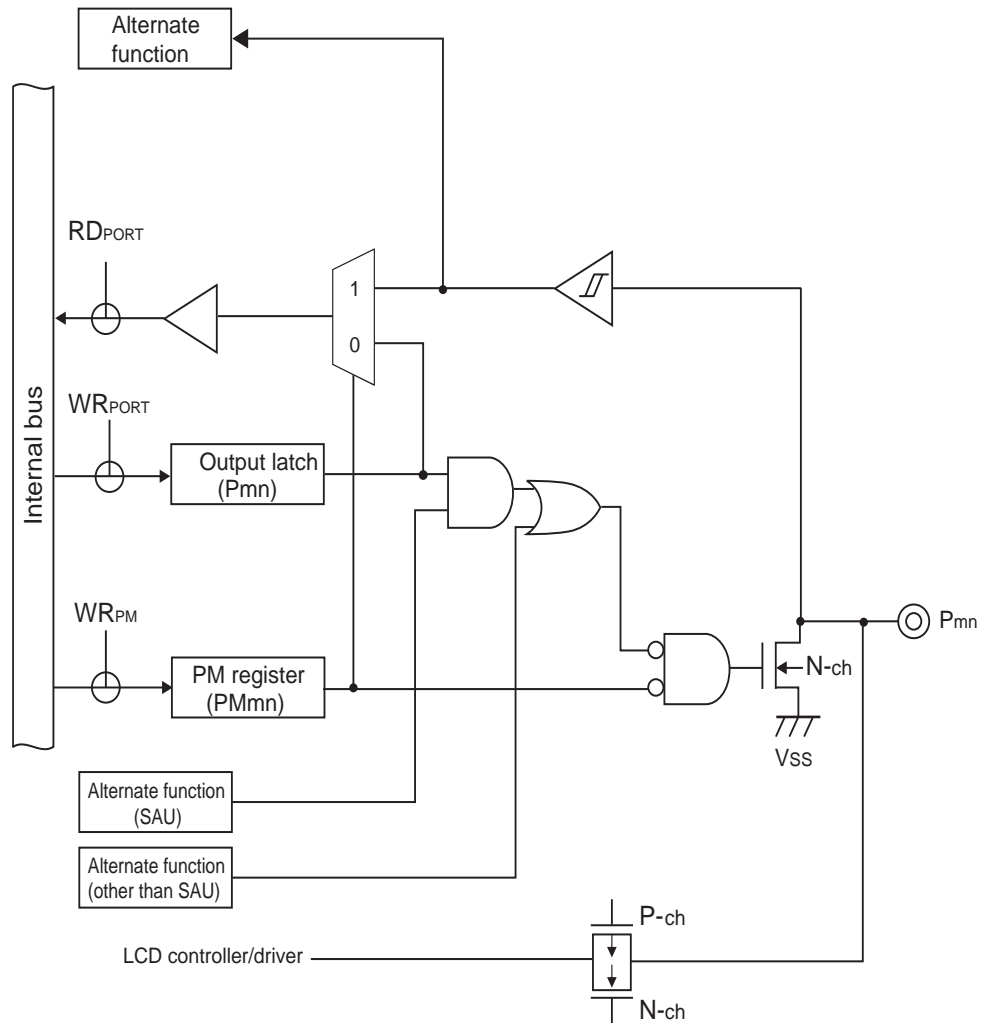 Alternate
function
RDPORT
1
0
WRPORT
Internal bus
Output latch
(Pmn)
WRPM
Pmn
PM register
(PMmn)
N-ch
VSS
Alternate function
(SAU)
Alternate function
(other than SAU)
P-ch
LCD controller/driver
N-ch